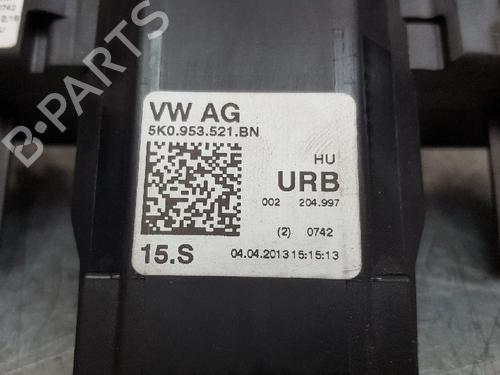 VW AG
5K0.953.521.BN
HU
URB
002 204.997
(2) 0742
15.S 04.04.2013 15:15:13